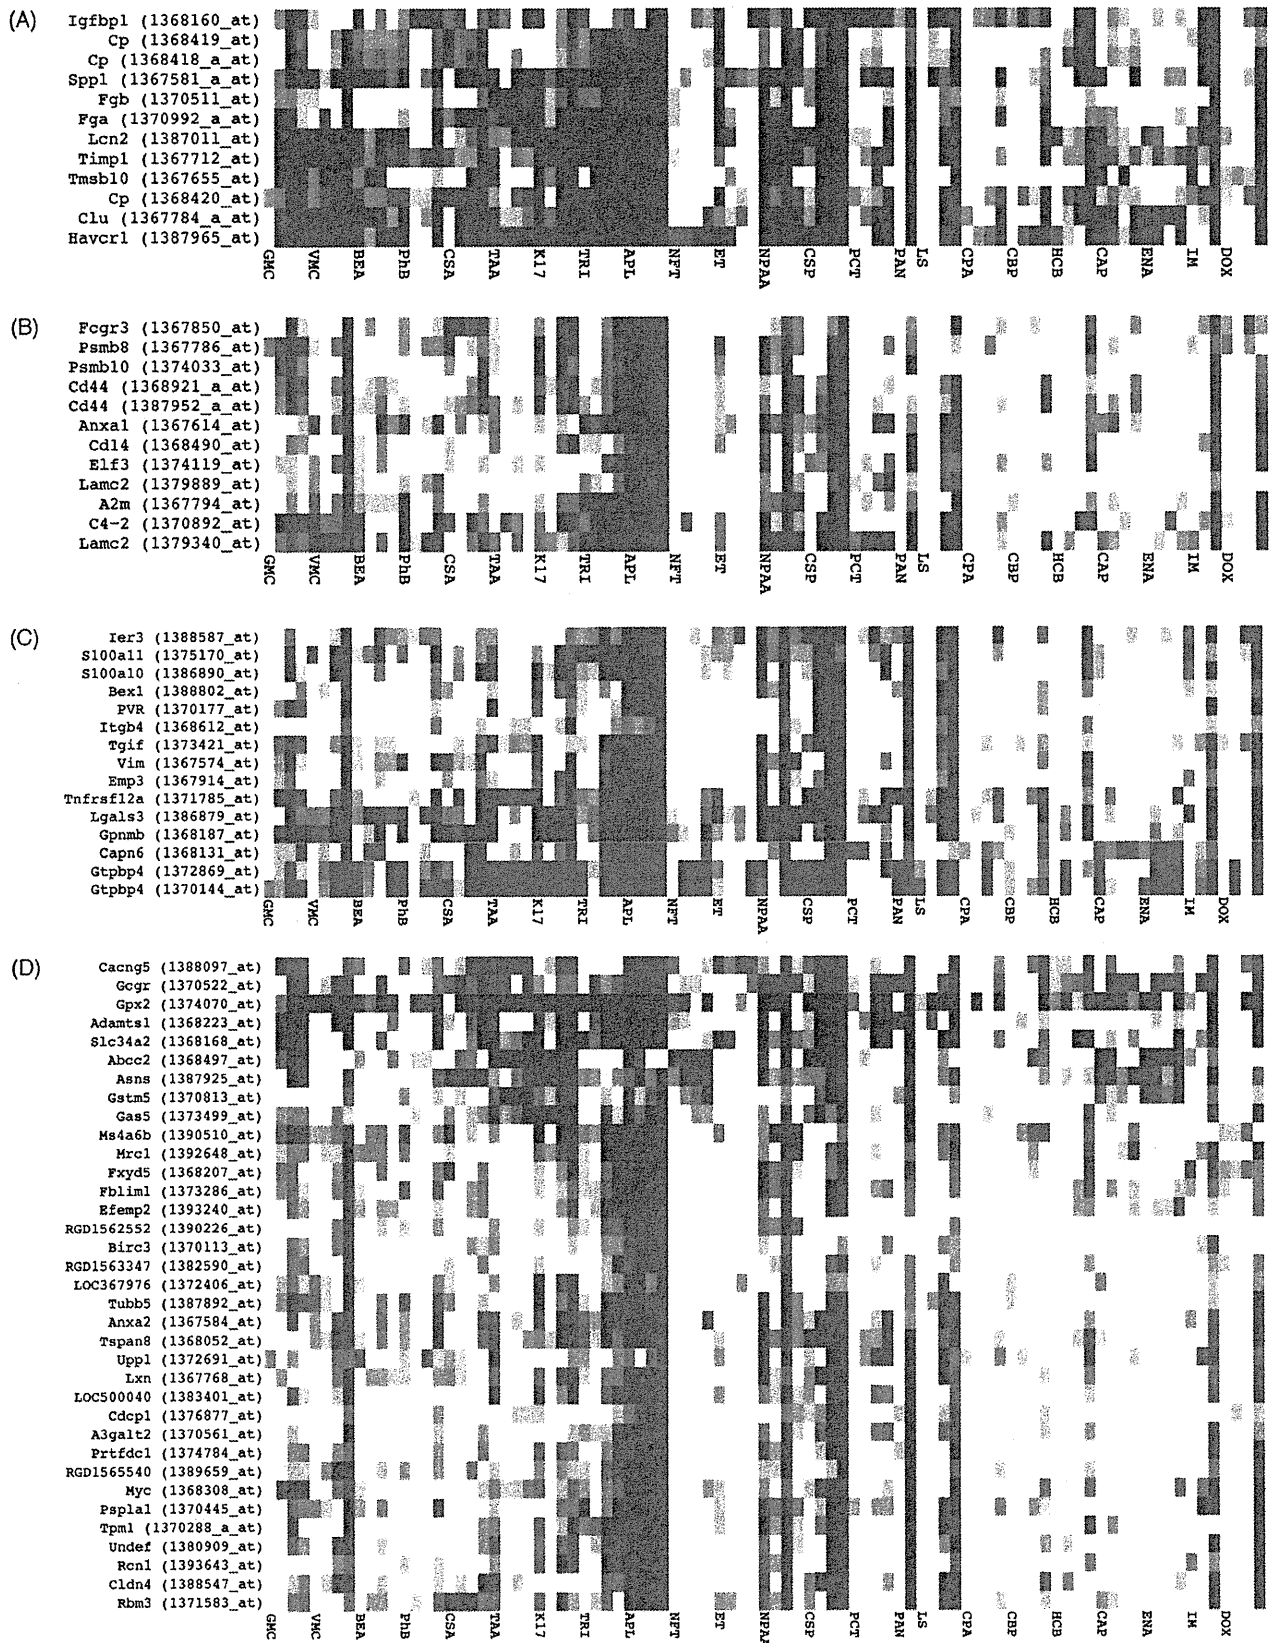 (A)
Igfbp1 (1368160_at)
Cp (1368419_at)
Cp (1368418_a_at)
Spp1 (1367581_a_at)
Fgb (1370511_at)
Fga (1370992_a_at)
Lcn2 (1387011_at)
Timp1 (1367712_at)
Tmsb10 (1367655_at)
Cp (1368420_at)
Clu (1367784_a_at)
Havcr1 (1387965_at)
GMC VMC BEA PhB CSA TAA K17 TRI APL NFT ET NPAA CSP PCT PAN LS CPA CBP HCB CAP ENA IM DOX
(B)
Fcgr3 (1367850_at)
Psmb8 (1367786_at)
Psmb10 (1374033_at)
Cd44 (1368921_a_at)
Cd44 (1387952_a_at)
Anxa1 (1367614_at)
Cd14 (1368490_at)
Elf3 (1374119_at)
Lamc2 (1379889_at)
A2m (1367794_at)
C4-2 (1370892_at)
Lamc2 (1379340_at)
GMC VMC BEA PhB CSA TAA K17 TRI APL NFT ET NPAA CSP PCT PAN LS CPA CBP HCB CAP ENA IM DOX
(C)
Ier3 (1388587_at)
S100a11 (1375170_at)
S100a10 (1386890_at)
Bex1 (1388802_at)
PVR (1370177_at)
Itgb4 (1368612_at)
Tgif (1373421_at)
Vim (1367574_at)
Emp3 (1367914_at)
Tnfrsf12a (1371785_at)
Lgals3 (1386879_at)
Gpnmb (1368187_at)
Capn6 (1368131_at)
Gtpbp4 (1372869_at)
Gtpbp4 (1370144_at)
GMC VMC BEA PhB CSA TAA K17 TRI APL NFT ET NPAA CSP PCT PAN LS CPA CBP HCB CAP ENA IM DOX
(D)
Cacng5 (1388097_at)
Gcgr (1370522_at)
Gpx2 (1374070_at)
Adamts1 (1368223_at)
Slc34a2 (1368168_at)
Abcc2 (1368497_at)
Asns (1387925_at)
Gstm5 (1370813_at)
Gas5 (1373499_at)
Ms4a6b (1390510_at)
Mrc1 (1392648_at)
Fxyd5 (1368207_at)
Fblim1 (1373286_at)
Efemp2 (1393240_at)
RGD1562552 (1390226_at)
Birc3 (1370113_at)
RGD1563347 (1382590_at)
LOC367976 (1372406_at)
Tubb5 (1387892_at)
Anxa2 (1367584_at)
Tspan8 (1368052_at)
Upp1 (1372691_at)
Lxn (1367768_at)
LOC500040 (1383401_at)
Cdcp1 (1376877_at)
A3galt2 (1370561_at)
Prtfdc1 (1374784_at)
RGD1565540 (1389659_at)
Myc (1368308_at)
Psp1a1 (1370445_at)
Tpm1 (1370288_a_at)
Undef (1380909_at)
Rcn1 (1393643_at)
Cldn4 (1388547_at)
Rbm3 (1371583_at)
GMC VMC BEA PhB CSA TAA K17 TRI APL NFT ET NPAA CSP PCT PAN LS CPA CBP HCB CAP ENA IM DOX